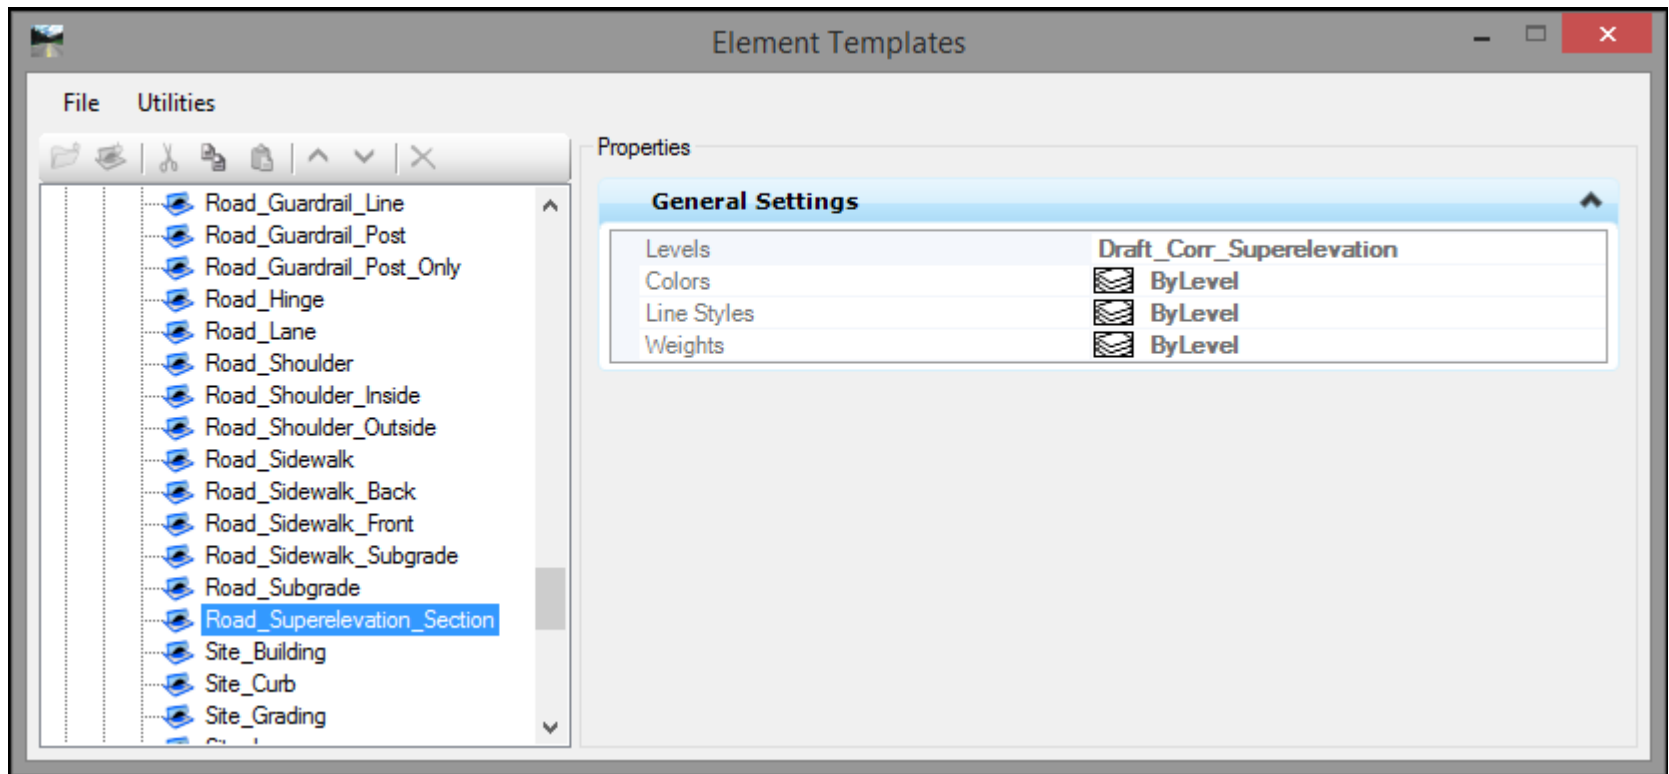 Element Templates
File Utilities
Properties
Road_Guardrail_Line
Road_Guardrail_Post
Road_Guardrail_Post_Only
Road_Hinge
Road_Lane
Road_Shoulder
Road_Shoulder_Inside
Road_Shoulder_Outside
Road_Sidewalk
Road_Sidewalk_Back
Road_Sidewalk_Front
Road_Sidewalk_Subgrade
Road_Subgrade
Road_Superelevation_Section
Site_Building
Site_Curb
Site_Grading
General Settings
Levels Draft_Corr_Superelevation
Colors ByLevel
Line Styles ByLevel
Weights ByLevel